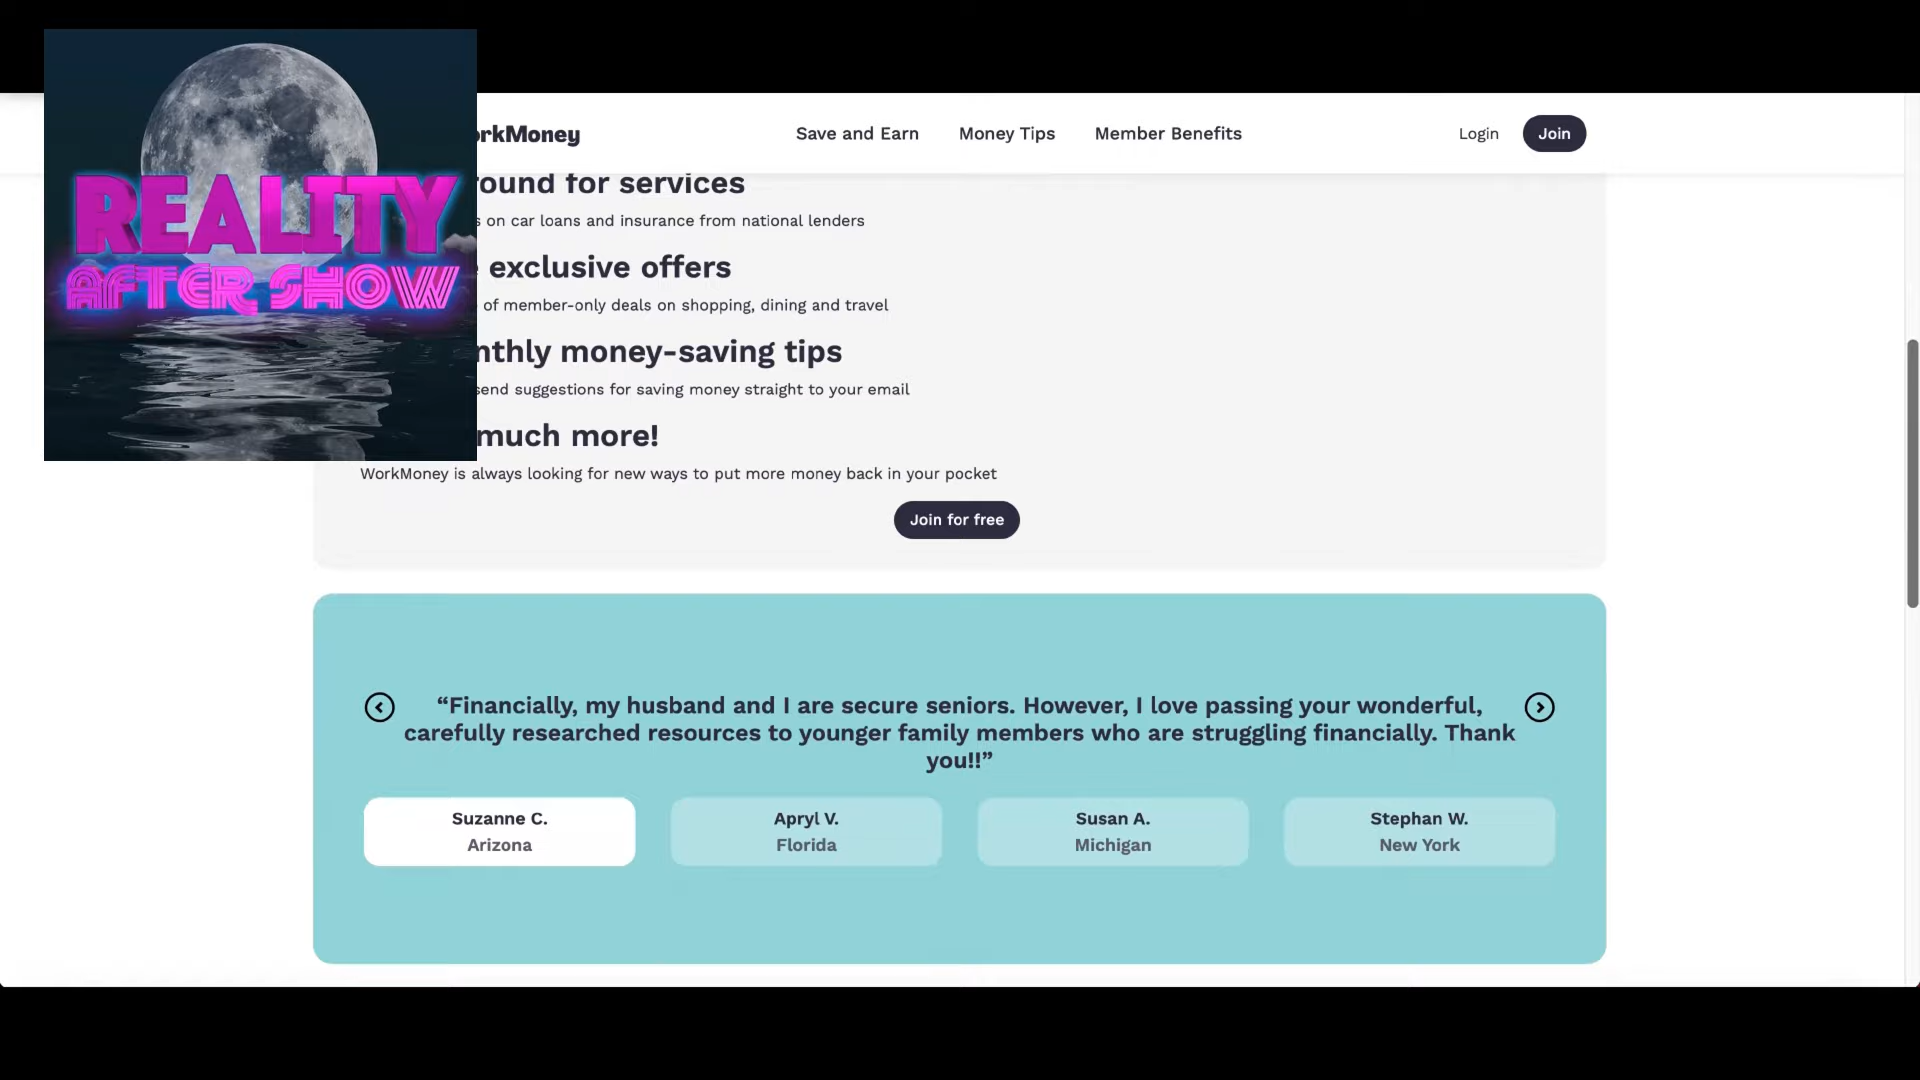 REALITY
AFTER SHOW
orkMoney
Save and Earn
Money Tips
Member Benefits
Login
Join
ound for services
s on car loans and insurance from national lenders
exclusive offers
of member-only deals on shopping, dining and travel
nthly money-saving tips
send suggestions for saving money straight to your email
much more!
WorkMoney is always looking for new ways to put more money back in your pocket
Join for free
“Financially, my husband and I are secure seniors. However, I love passing your wonderful,
carefully researched resources to younger family members who are struggling financially. Thank
you!!”
Suzanne C.
Arizona
Apryl V.
Florida
Susan A.
Michigan
Stephan W.
New York